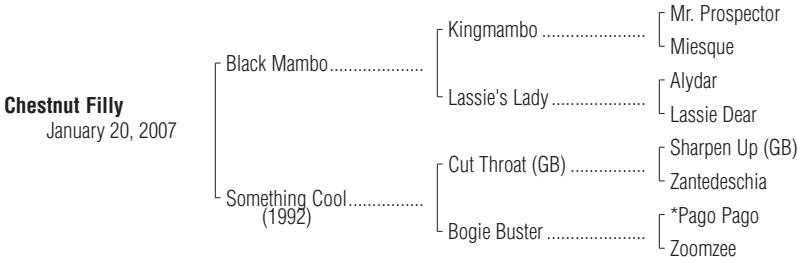 Mr. Prospector
Kingmambo ......................
Miesque
Black Mambo....................
Alydar
Lassie's Lady ....................
Lassie Dear
Chestnut Filly
January 20, 2007
Sharpen Up (GB)
Cut Throat (GB) ................
Zantedeschia
Something Cool................
(1992)
*Pago Pago
Bogie Buster .....................
Zoomzee